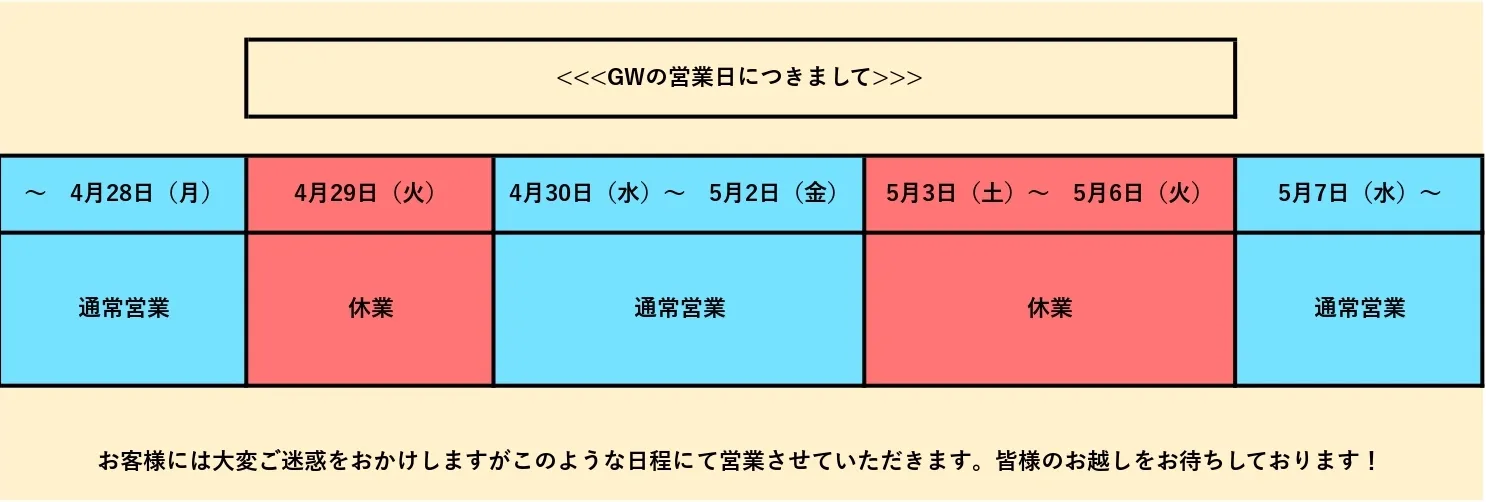 <<<GWの営業日につきまして>>>
～　4月28日（月）
4月29日（火）
4月30日（水）～　5月2日（金）
5月3日（土）～　5月6日（火）
5月7日（水）～
通常営業
休業
通常営業
休業
通常営業
お客様には大変ご迷惑をおかけしますがこのような日程にて営業させていただきます。皆様のお越しをお待ちしております！